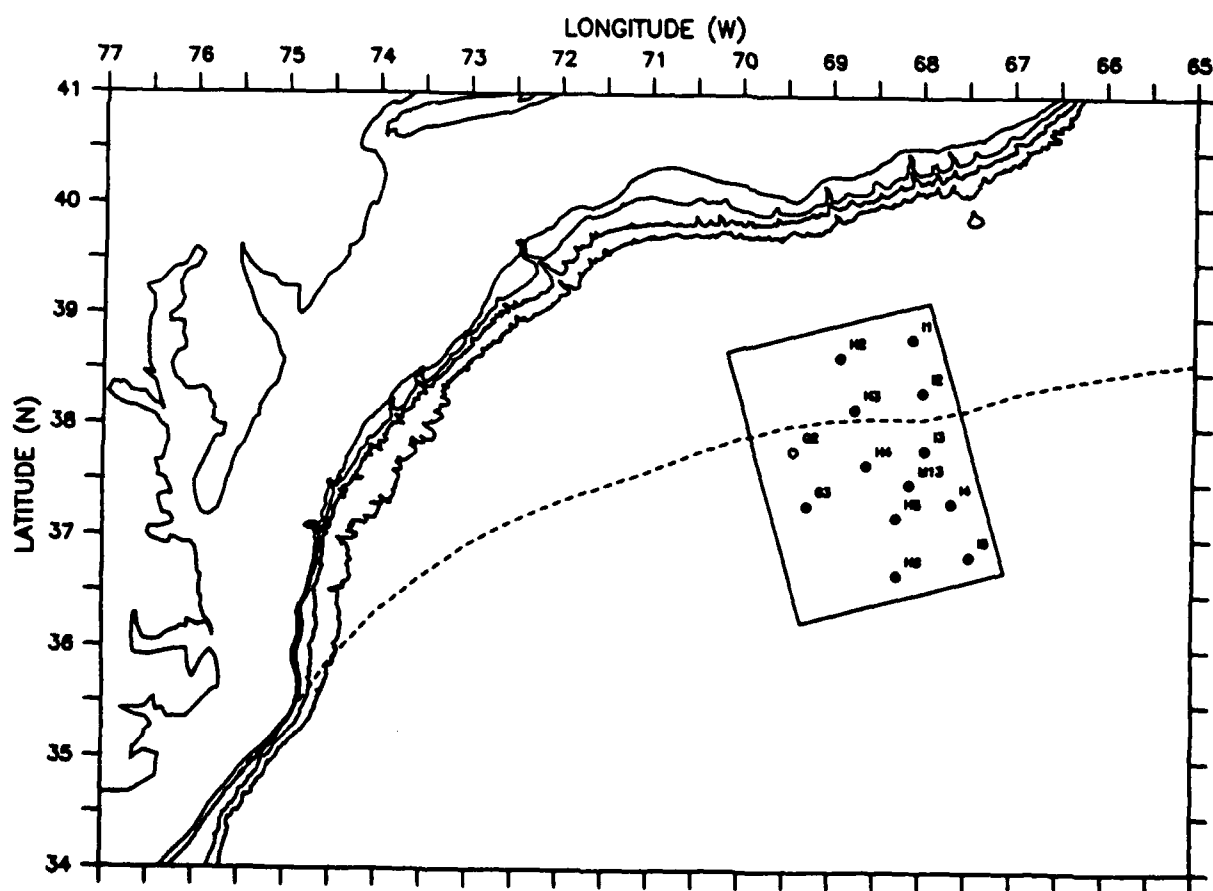 LONGITUDE (W)
77 76 75 74 73 72 71 70 69 68 67 66 65
41
40
39
38
37
36
35
34
LATITUDE (N)
H2
I1
H3
I2
G2
H4
I3
M13
G3
H5
I4
H6
I5